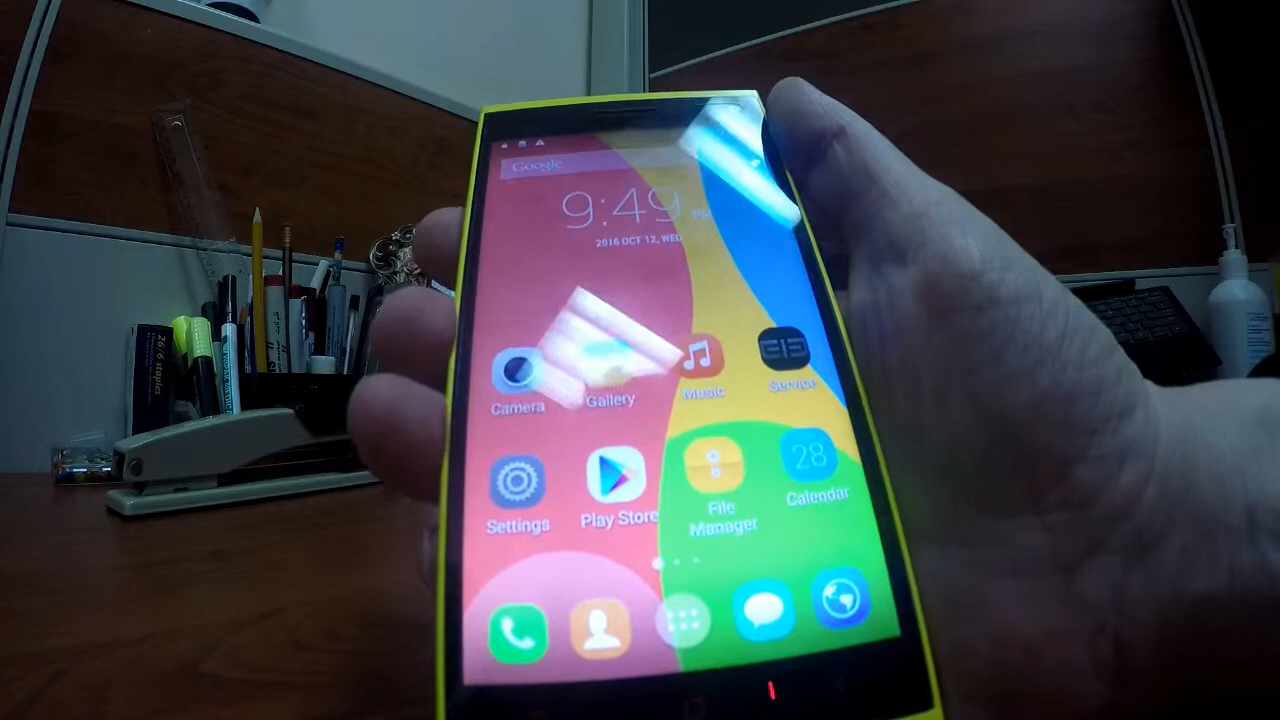 Google
9:49
2016 OCT 12, WED
Camera
Gallery
Music
Service
Settings
Play Store
File
Manager
28
Calendar
26/6 staples